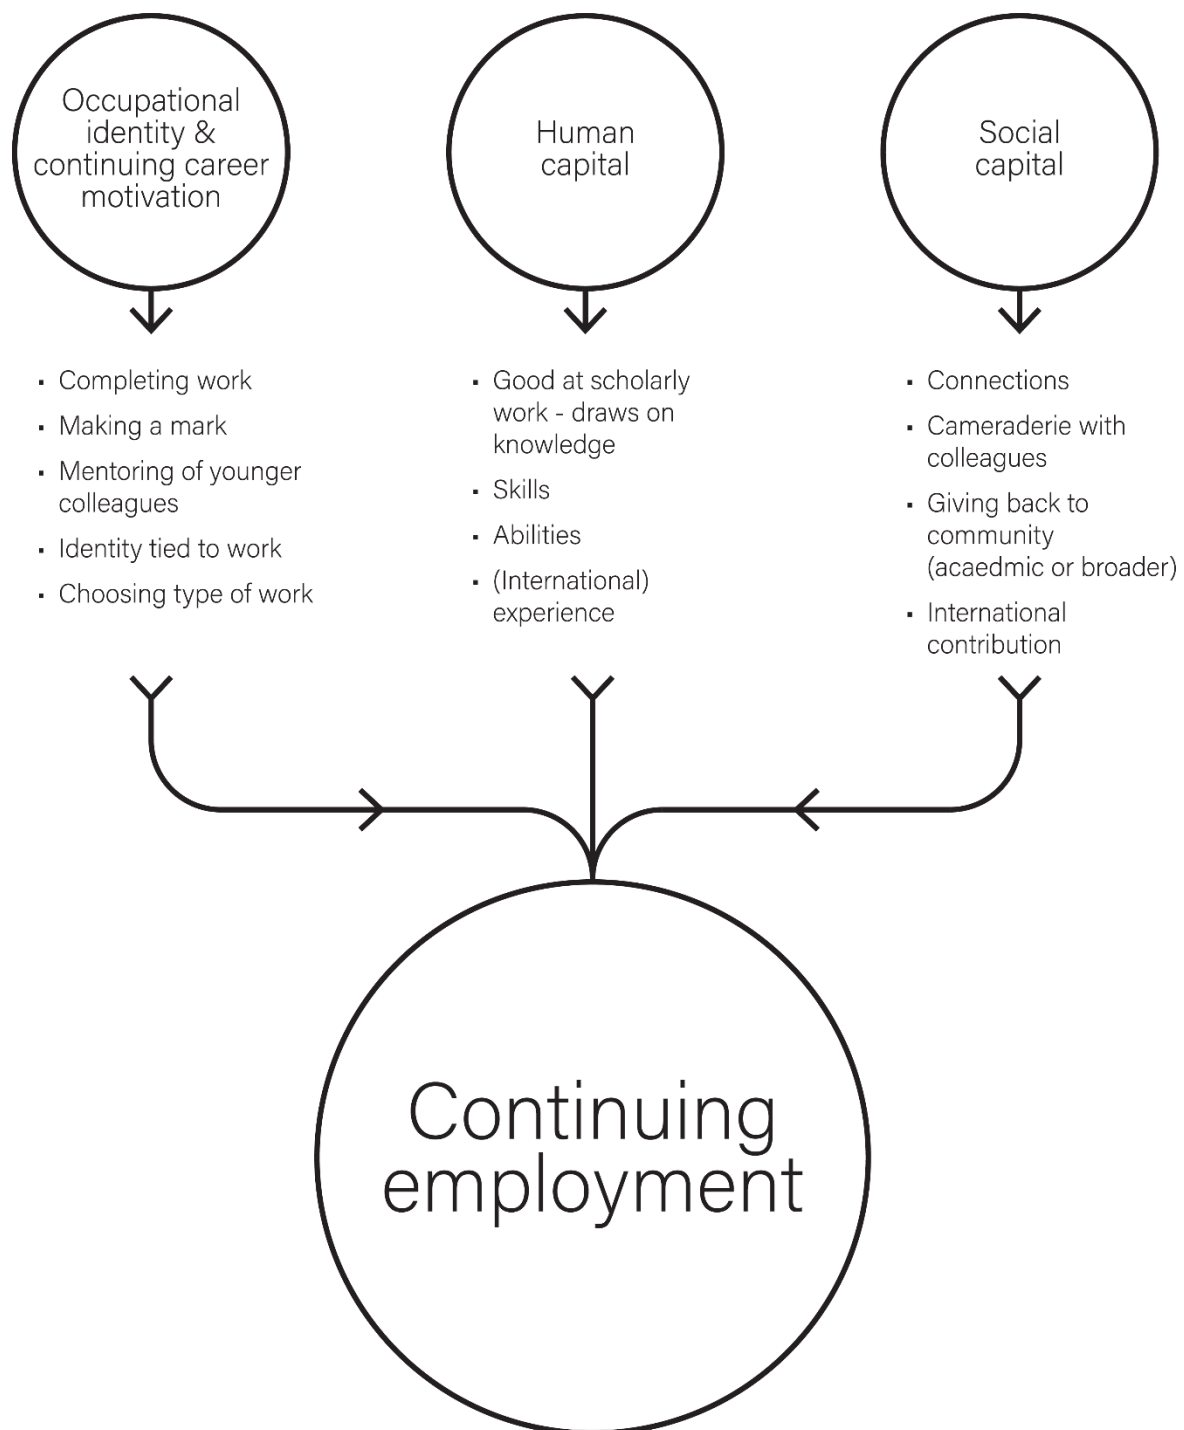 Occupational
identity &
continuing career
motivation
Human
capital
Social
capital
▪ Completing work
▪ Making a mark
▪ Mentoring of younger
colleagues
▪ Identity tied to work
▪ Choosing type of work
▪ Good at scholarly
work - draws on
knowledge
▪ Skills
▪ Abilities
▪ (International)
experience
▪ Connections
▪ Cameraderie with
colleagues
▪ Giving back to
community
(acaedmic or broader)
▪ International
contribution
Continuing
employment